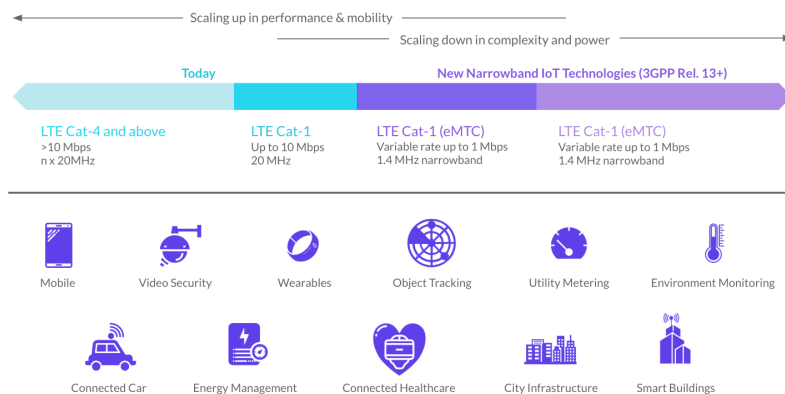 Scaling up in performance & mobility
Scaling down in complexity and power
Today
New Narrowband IoT Technologies (3GPP Rel. 13+)
LTE Cat-4 and above
>10 Mbps
n x 20MHz
LTE Cat-1
Up to 10 Mbps
20 MHz
LTE Cat-1 (eMTC)
Variable rate up to 1 Mbps
1.4 MHz narrowband
LTE Cat-1 (eMTC)
Variable rate up to 1 Mbps
1.4 MHz narrowband
Mobile
Video Security
Wearables
Object Tracking
Utility Metering
Environment Monitoring
Connected Car
Energy Management
Connected Healthcare
City Infrastructure
Smart Buildings